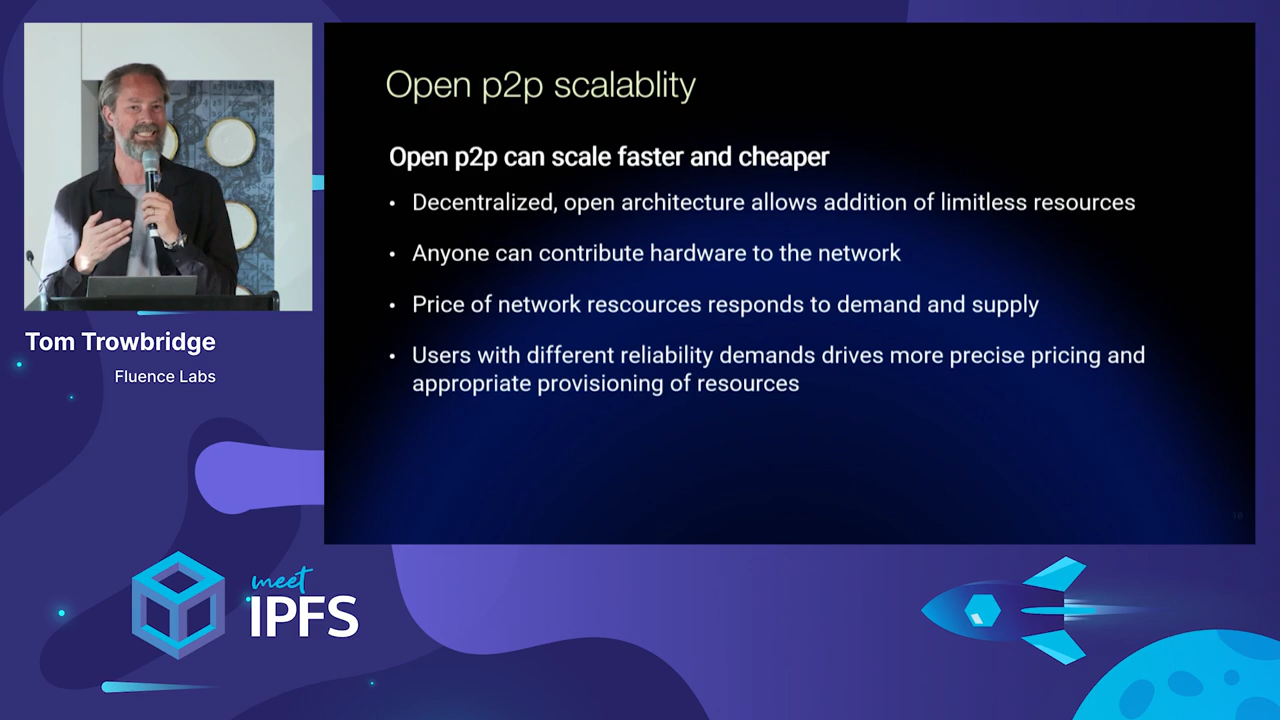 Open p2p scalablity
Open p2p can scale faster and cheaper
• Decentralized, open architecture allows addition of limitless resources
• Anyone can contribute hardware to the network
• Price of network rescources responds to demand and supply
• Users with different reliability demands drives more precise pricing and
appropriate provisioning of resources
10
Tom Trowbridge
Fluence Labs
meet
IPFS